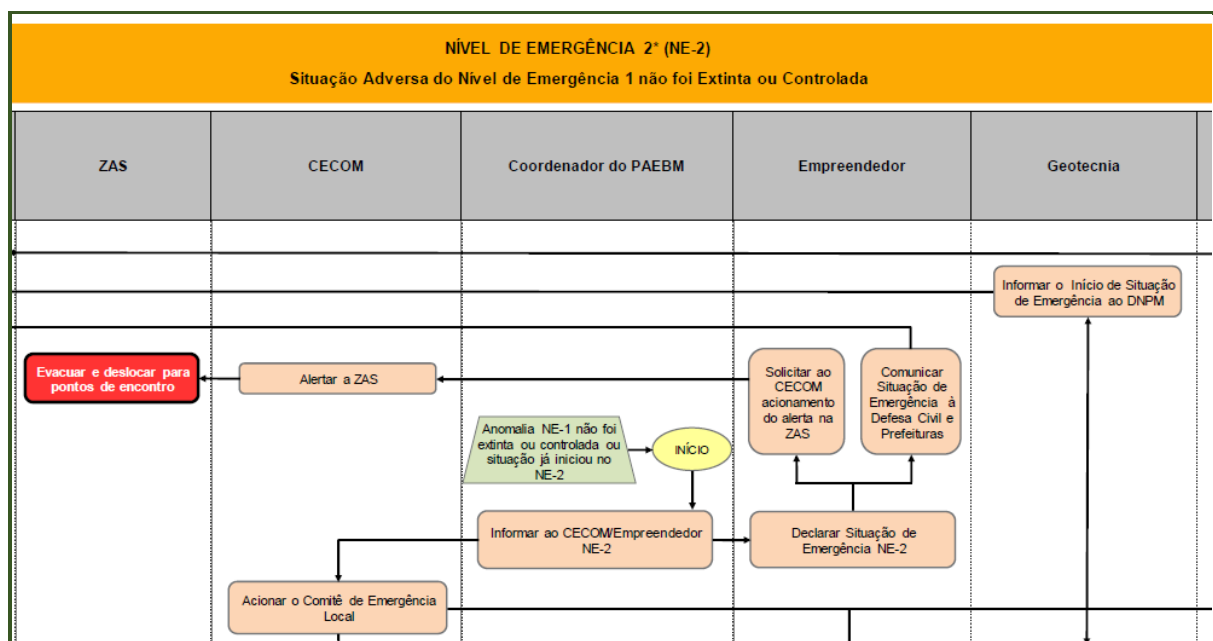 NÍVEL DE EMERGÊNCIA 2* (NE-2)
Situação Adversa do Nível de Emergência 1 não foi Extinta ou Controlada
ZAS
CECOM
Coordenador do PAEBM
Empreendedor
Geotecnia
Informar o Início de Situação
de Emergência ao DNPM
Evacuar e deslocar para
pontos de encontro
Alertar a ZAS
Solicitar ao
CECOM
acionamento
do alerta na
ZAS
Comunicar
Situação de
Emergência à
Defesa Civil e
Prefeituras
Anomalia NE-1 não foi
extinta ou controlada ou
situação já iniciou no
NE-2
INÍCIO
Informar ao CECOM/Empreendedor
NE-2
Declarar Situação de
Emergência NE-2
Acionar o Comitê de Emergência
Local